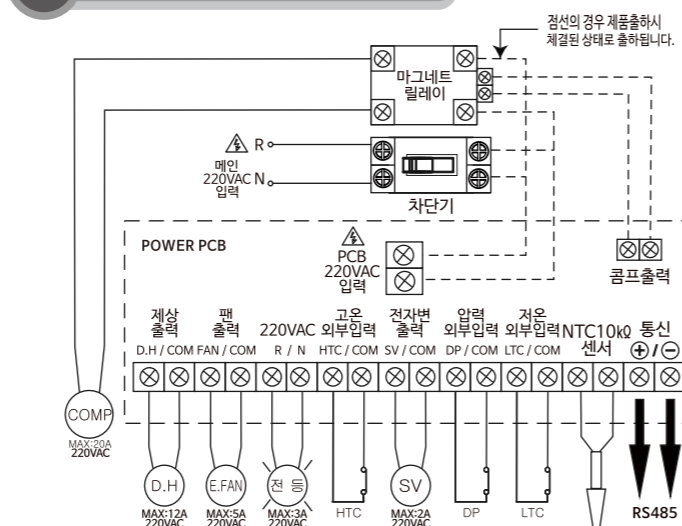 점선의 경우 제품출하시
체결된 상태로 출하됩니다.
마그네트
릴레이
R
메인
220VAC N
입력
차단기
POWER PCB
PCB
220VAC
입력
콤프출력
제상
출력
팬
출력
220VAC
고온
외부입력
전자변
출력
압력
외부입력
저온
외부입력
NTC10kΩ
센서
통신
D.H / COM FAN / COM R / N HTC / COM SV / COM DP / COM LTC / COM ⊕/⊖
COMP
MAX:20A
220VAC
D.H
MAX:12A
220VAC
E.FAN
MAX:5A
220VAC
전 등
MAX:3A
220VAC
HTC
SV
MAX:2A
220VAC
DP
LTC
RS485